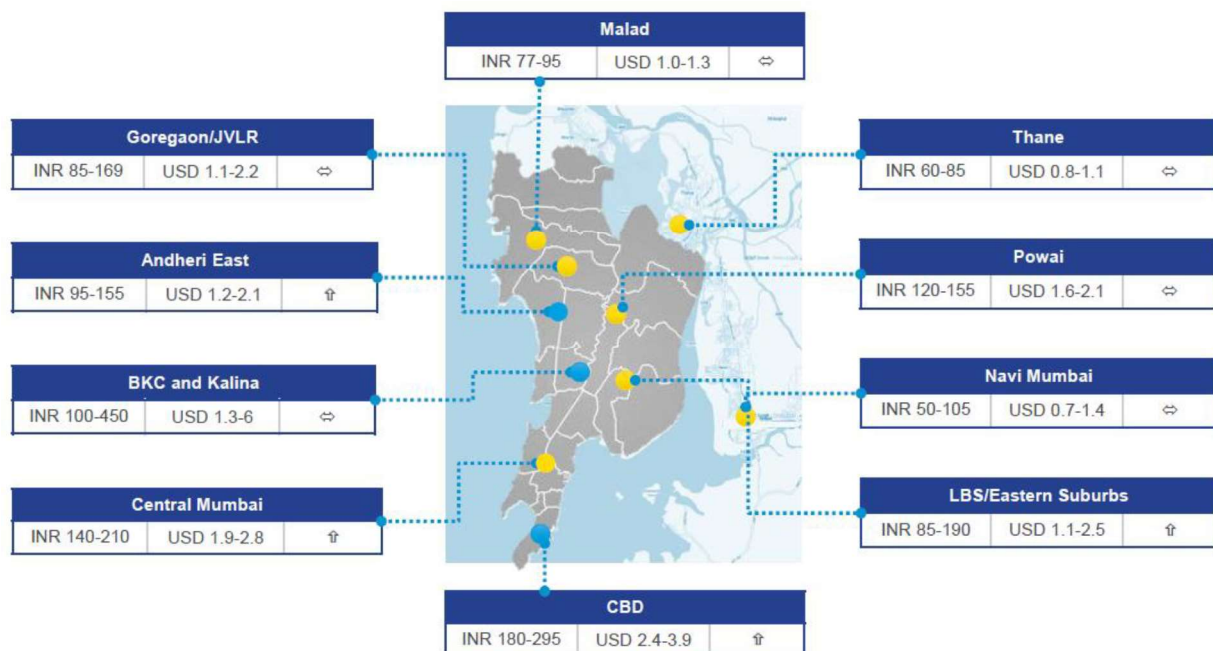 Malad
INR 77-95 USD 1.0-1.3 ⬄
Goregaon/JVLR
INR 85-169 USD 1.1-2.2 ⬄
Thane
INR 60-85 USD 0.8-1.1 ⬄
Andheri East
INR 95-155 USD 1.2-2.1 ⇧
Powai
INR 120-155 USD 1.6-2.1 ⬄
BKC and Kalina
INR 100-450 USD 1.3-6 ⬄
Navi Mumbai
INR 50-105 USD 0.7-1.4 ⬄
Central Mumbai
INR 140-210 USD 1.9-2.8 ⇧
LBS/Eastern Suburbs
INR 85-190 USD 1.1-2.5 ⇧
CBD
INR 180-295 USD 2.4-3.9 ⇧